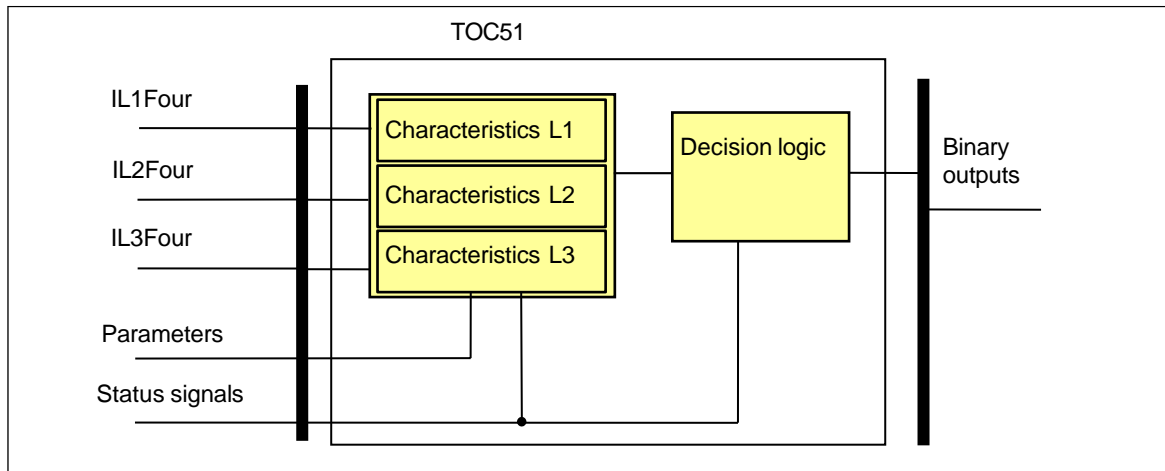 TOC51
IL1Four
IL2Four
IL3Four
Parameters
Status signals
Characteristics L1
Characteristics L2
Characteristics L3
Decision logic
Binary
outputs